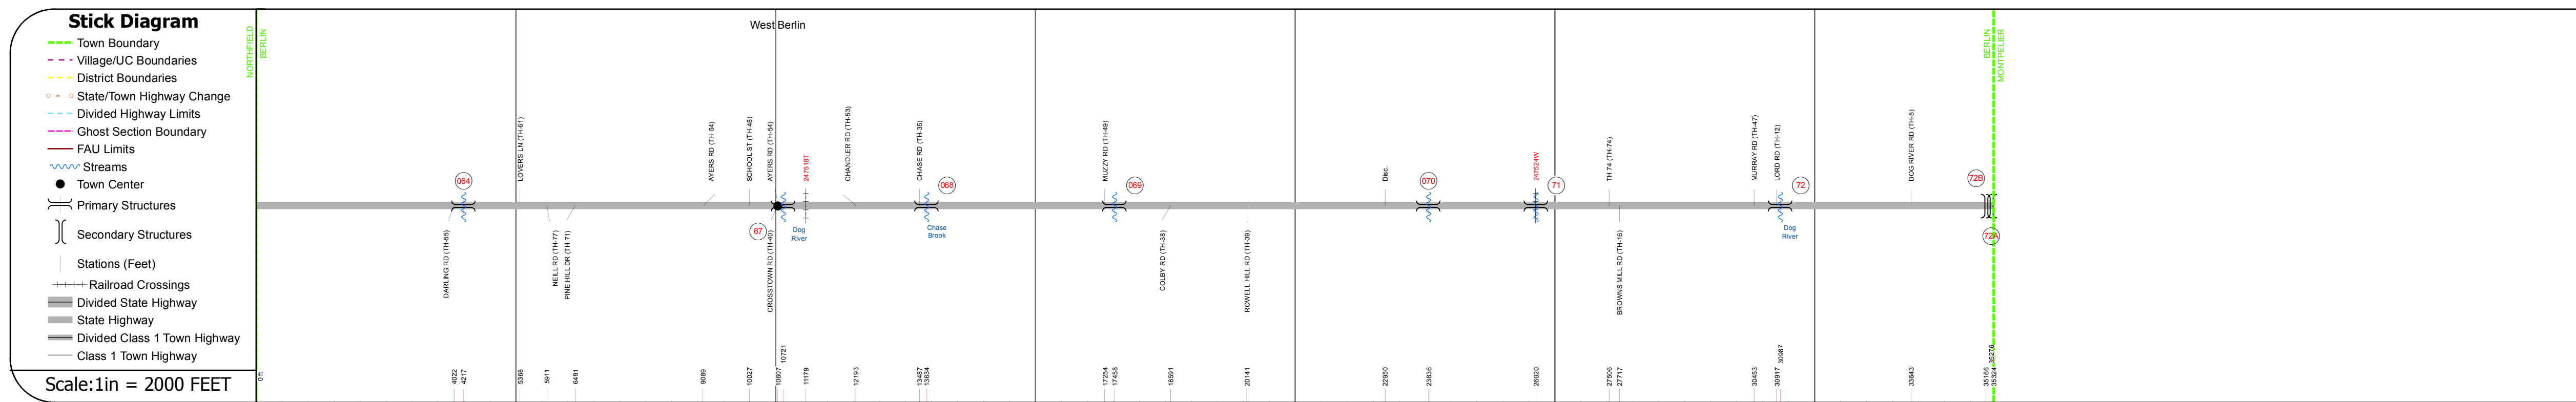 Stick Diagram
Town Boundary
Village/UC Boundaries
District Boundaries
State/Town Highway Change
Divided Highway Limits
Ghost Section Boundary
FAU Limits
Streams
Town Center
Primary Structures
Secondary Structures
Stations (Feet)
Railroad Crossings
Divided State Highway
State Highway
Divided Class 1 Town Highway
Class 1 Town Highway
Scale:1in = 2000 FEET
NORTHFIELD
BERLIN
West Berlin
BERLIN
MONTPELIER
LOVERS LN (TH-61)
AYERS RD (TH-54)
SCHOOL ST (TH-48)
AYERS RD (TH-54)
247518T
CHANDLER RD (TH-53)
CHASE RD (TH-35)
MUZZY RD (TH-49)
Disc.
247524W
TH 74 (TH-74)
MURRAY RD (TH-47)
LORD RD (TH-12)
DOG RIVER RD (TH-8)
064
068
069
070
71
72
72B
67
72A
Dog
River
Chase
Brook
Dog
River
DARLING RD (TH-55)
NEILL RD (TH-77)
PINE HILL DR (TH-71)
CROSSTOWN RD (TH-40)
COLBY RD (TH-38)
ROWELL HILL RD (TH-39)
BROWNS MILL RD (TH-16)
0 ft
4022
4217
5368
5911
6491
9089
10027
10607
10721
11179
12193
13487
13634
17254
17458
18591
20141
22950
23836
26020
27506
27717
30453
30917
30987
33643
35166
35276
35324